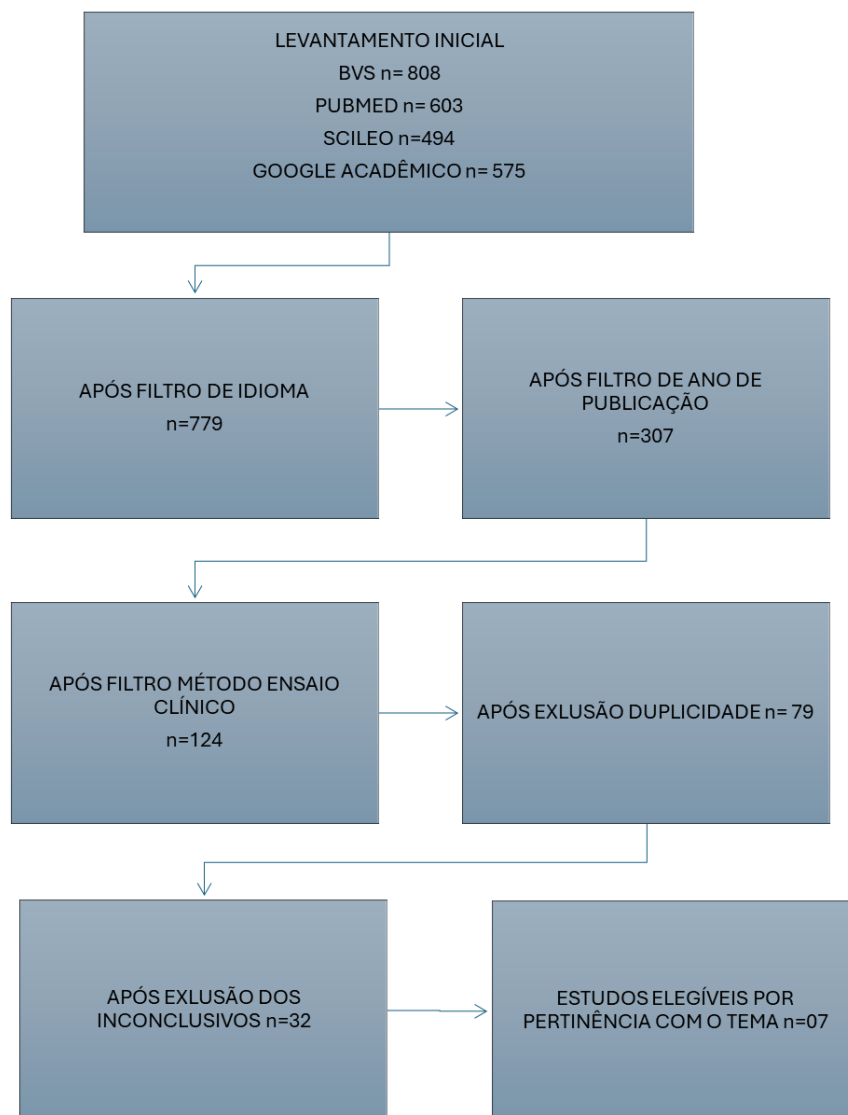 LEVANTAMENTO INICIAL
BVS n= 808
PUBMED n= 603
SCILEO n=494
GOOGLE ACADÊMICO n= 575
APÓS FILTRO DE IDIOMA
n=779
APÓS FILTRO DE ANO DE
PUBLICAÇÃO
n=307
APÓS FILTRO MÉTODO ENSAIO
CLÍNICO
n=124
APÓS EXLUSÃO DUPLICIDADE n= 79
APÓS EXLUSÃO DOS
INCONCLUSIVOS n=32
ESTUDOS ELEGÍVEIS POR
PERTINÊNCIA COM O TEMA n=07